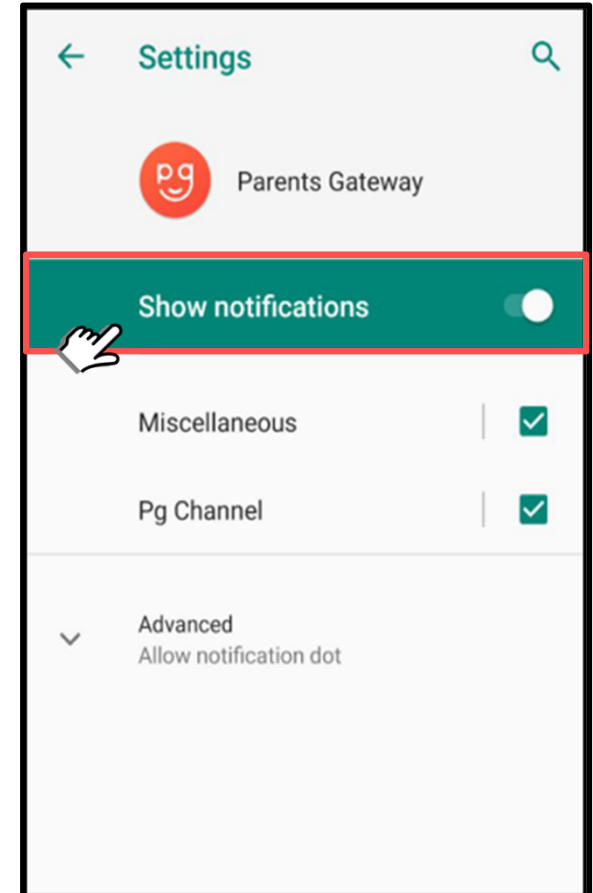 Settings
pg
Parents Gateway
Show notifications
Miscellaneous
Pg Channel
Advanced
Allow notification dot